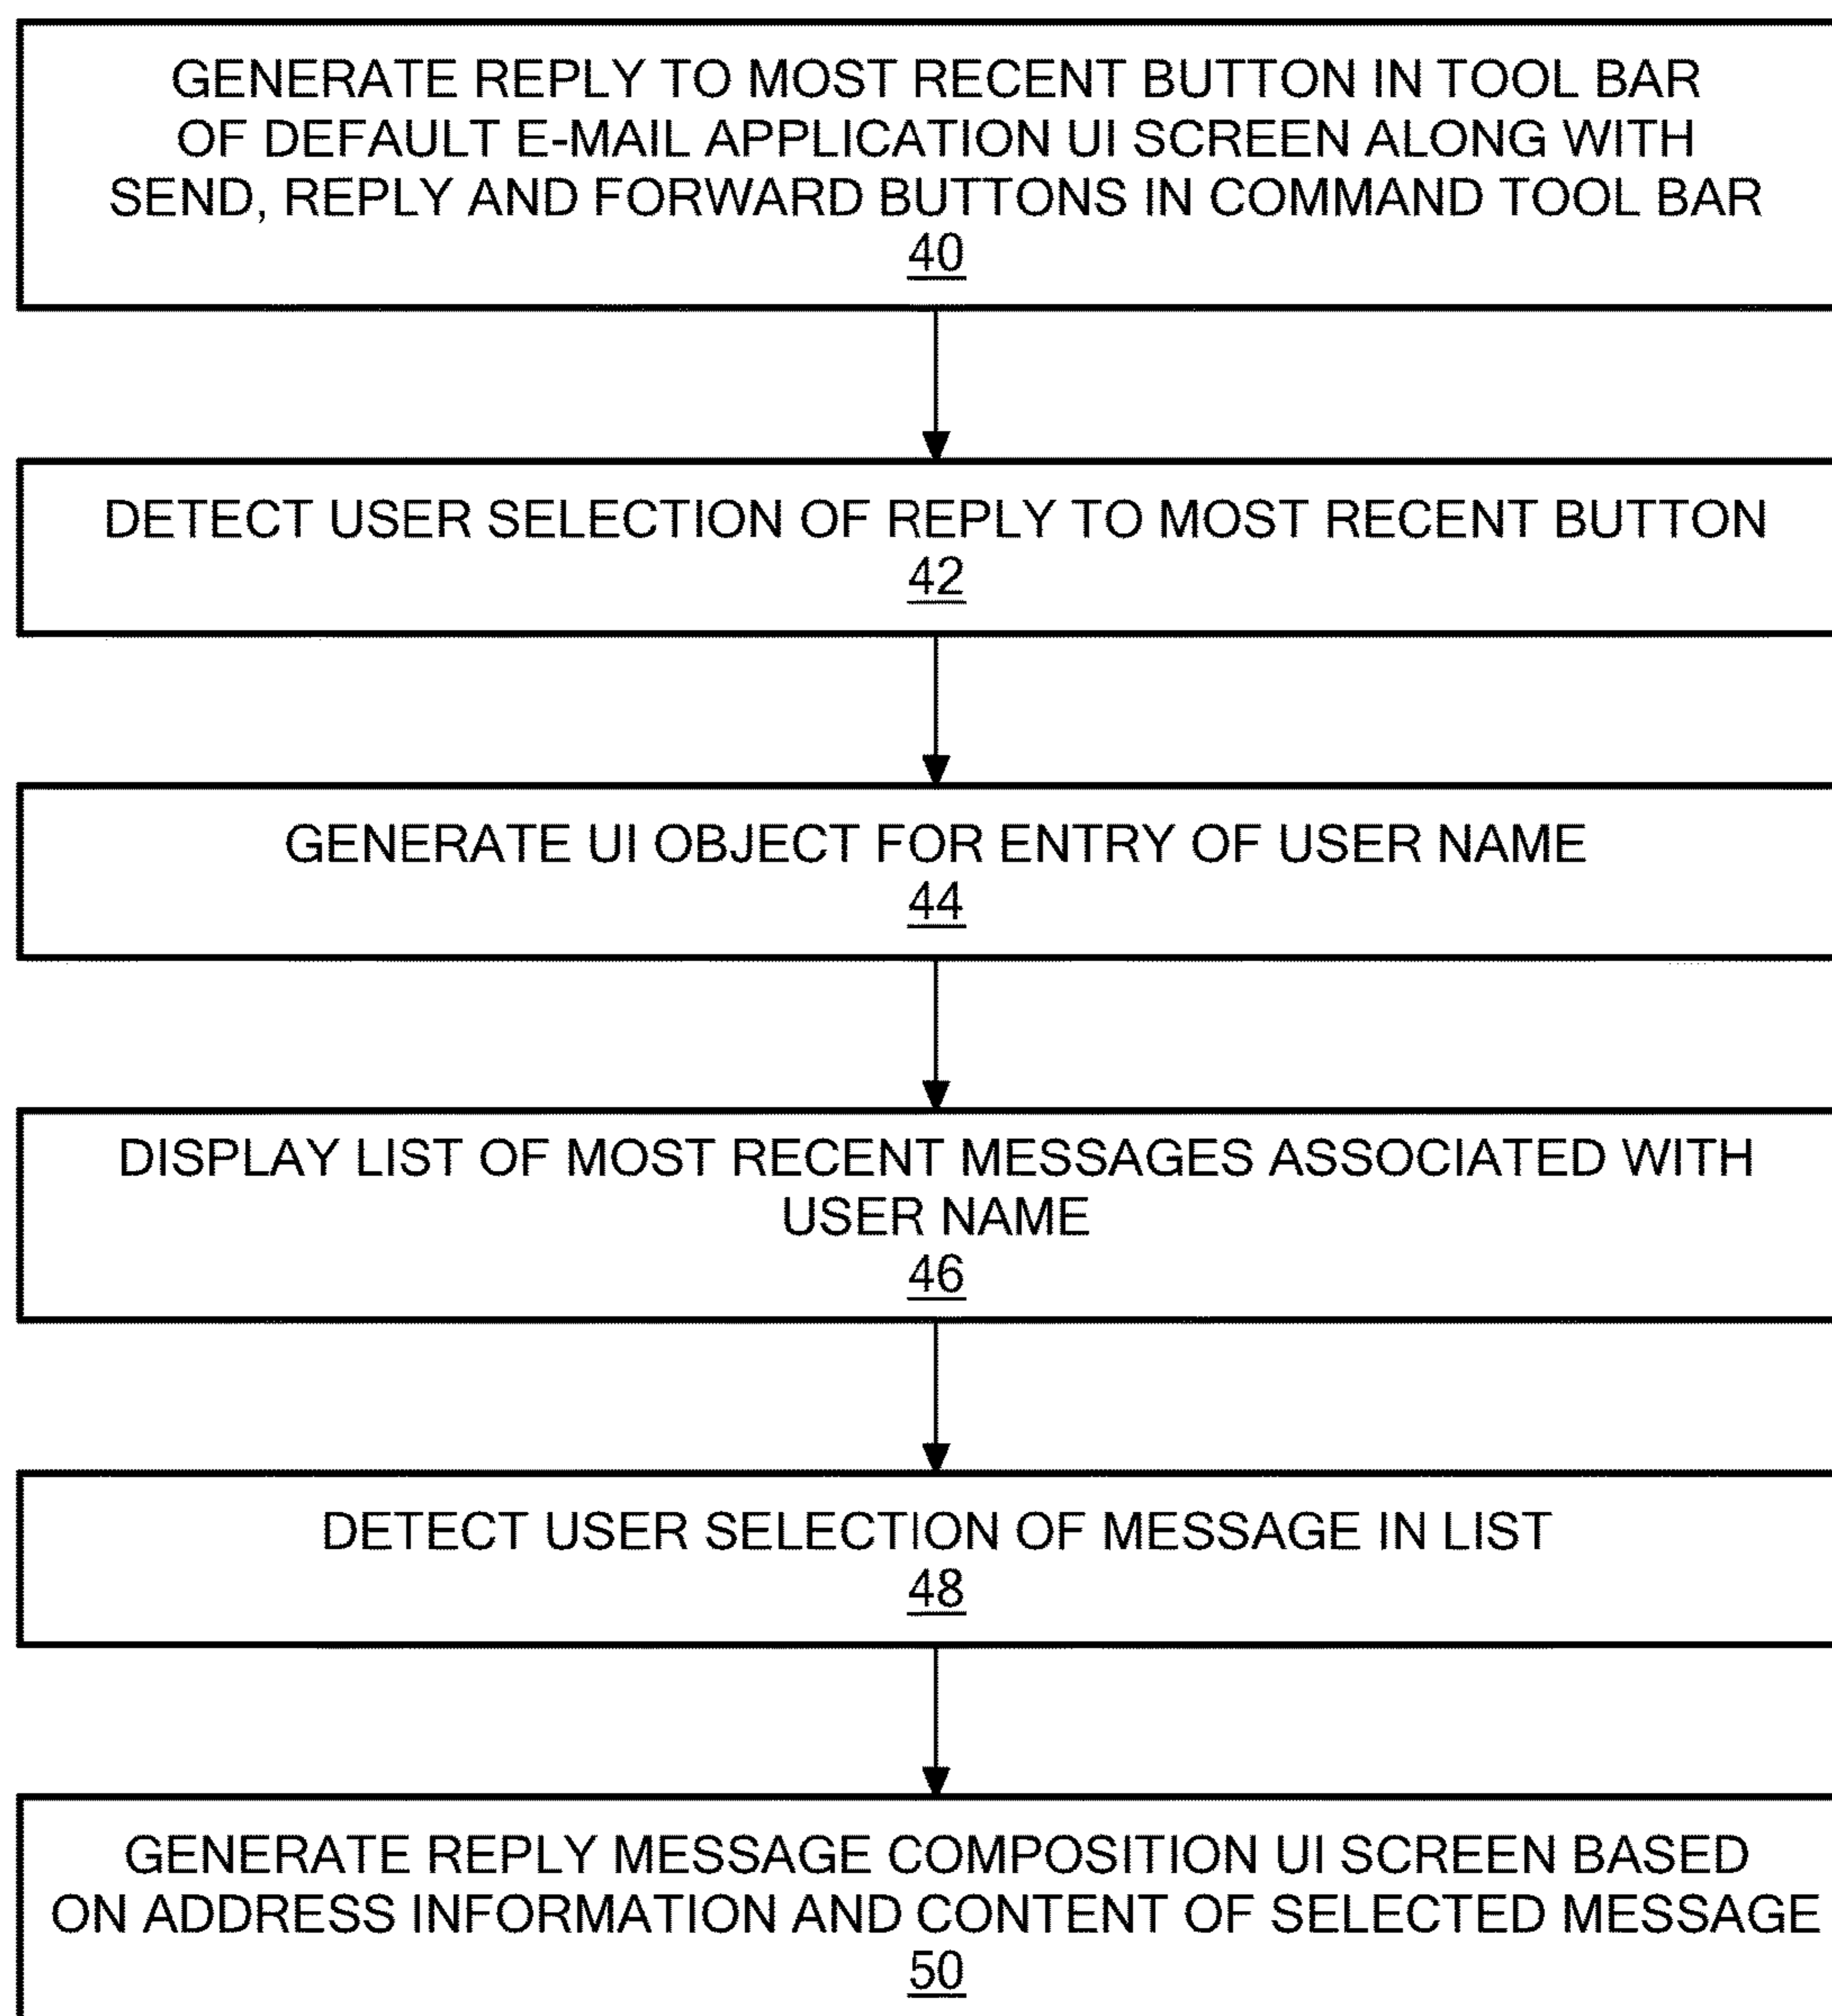 GENERATE REPLY TO MOST RECENT BUTTON IN TOOL BAR
OF DEFAULT E-MAIL APPLICATION UI SCREEN ALONG WITH
SEND, REPLY AND FORWARD BUTTONS IN COMMAND TOOL BAR
40
DETECT USER SELECTION OF REPLY TO MOST RECENT BUTTON
42
GENERATE UI OBJECT FOR ENTRY OF USER NAME
44
DISPLAY LIST OF MOST RECENT MESSAGES ASSOCIATED WITH
USER NAME
46
DETECT USER SELECTION OF MESSAGE IN LIST
48
GENERATE REPLY MESSAGE COMPOSITION UI SCREEN BASED
ON ADDRESS INFORMATION AND CONTENT OF SELECTED MESSAGE
50